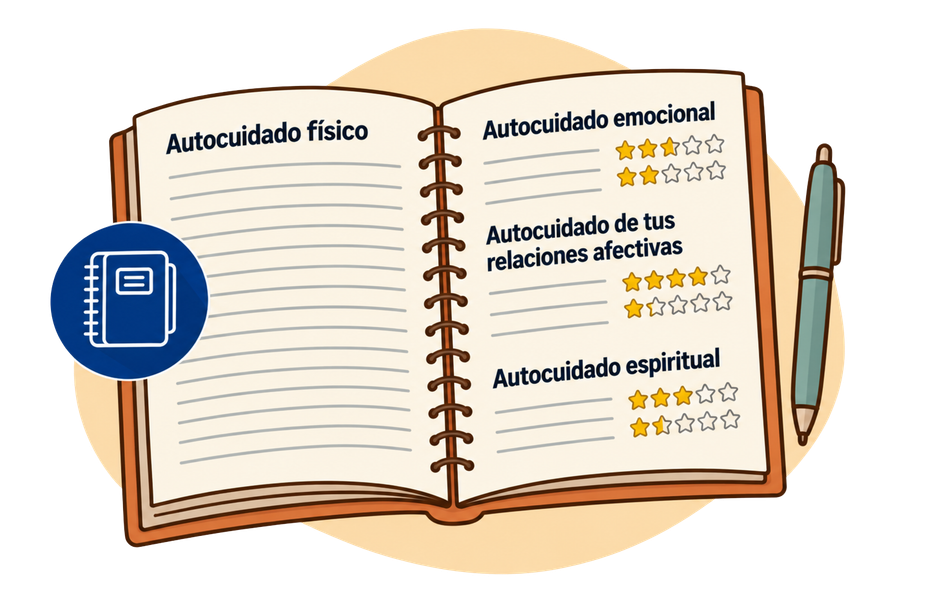 Autocuidado físico
Autocuidado emocional
Autocuidado de tus
relaciones afectivas
Autocuidado espiritual